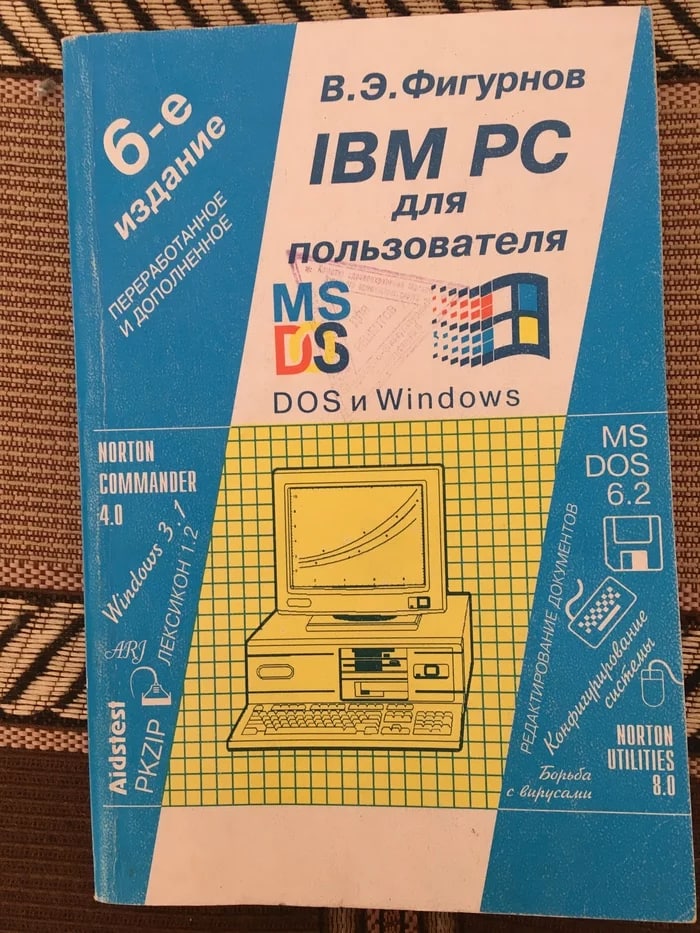 В.Э.Фигурнов
IBM PC
для
пользователя
6-е
издание
ПЕРЕРАБОТАННОЕ
И ДОПОЛНЕННОЕ
MS
DOS
DOS и Windows
NORTON
COMMANDER
4.0
Windows 3.1
ЛЕКСИКОН 1.2
ARJ
Aidstest
PKZIP
MS
DOS
6.2
РЕДАКТИРОВАНИЕ ДОКУМЕНТОВ
Конфигурирование
системы
NORTON
UTILITIES
8.0
Борьба
с вирусами